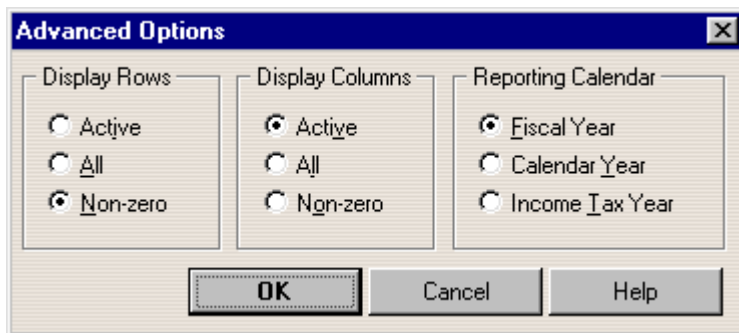 Advanced Options
Display Rows
Active
All
Non-zero
Display Columns
Active
All
Non-zero
Reporting Calendar
Fiscal Year
Calendar Year
Income Tax Year
OK
Cancel
Help